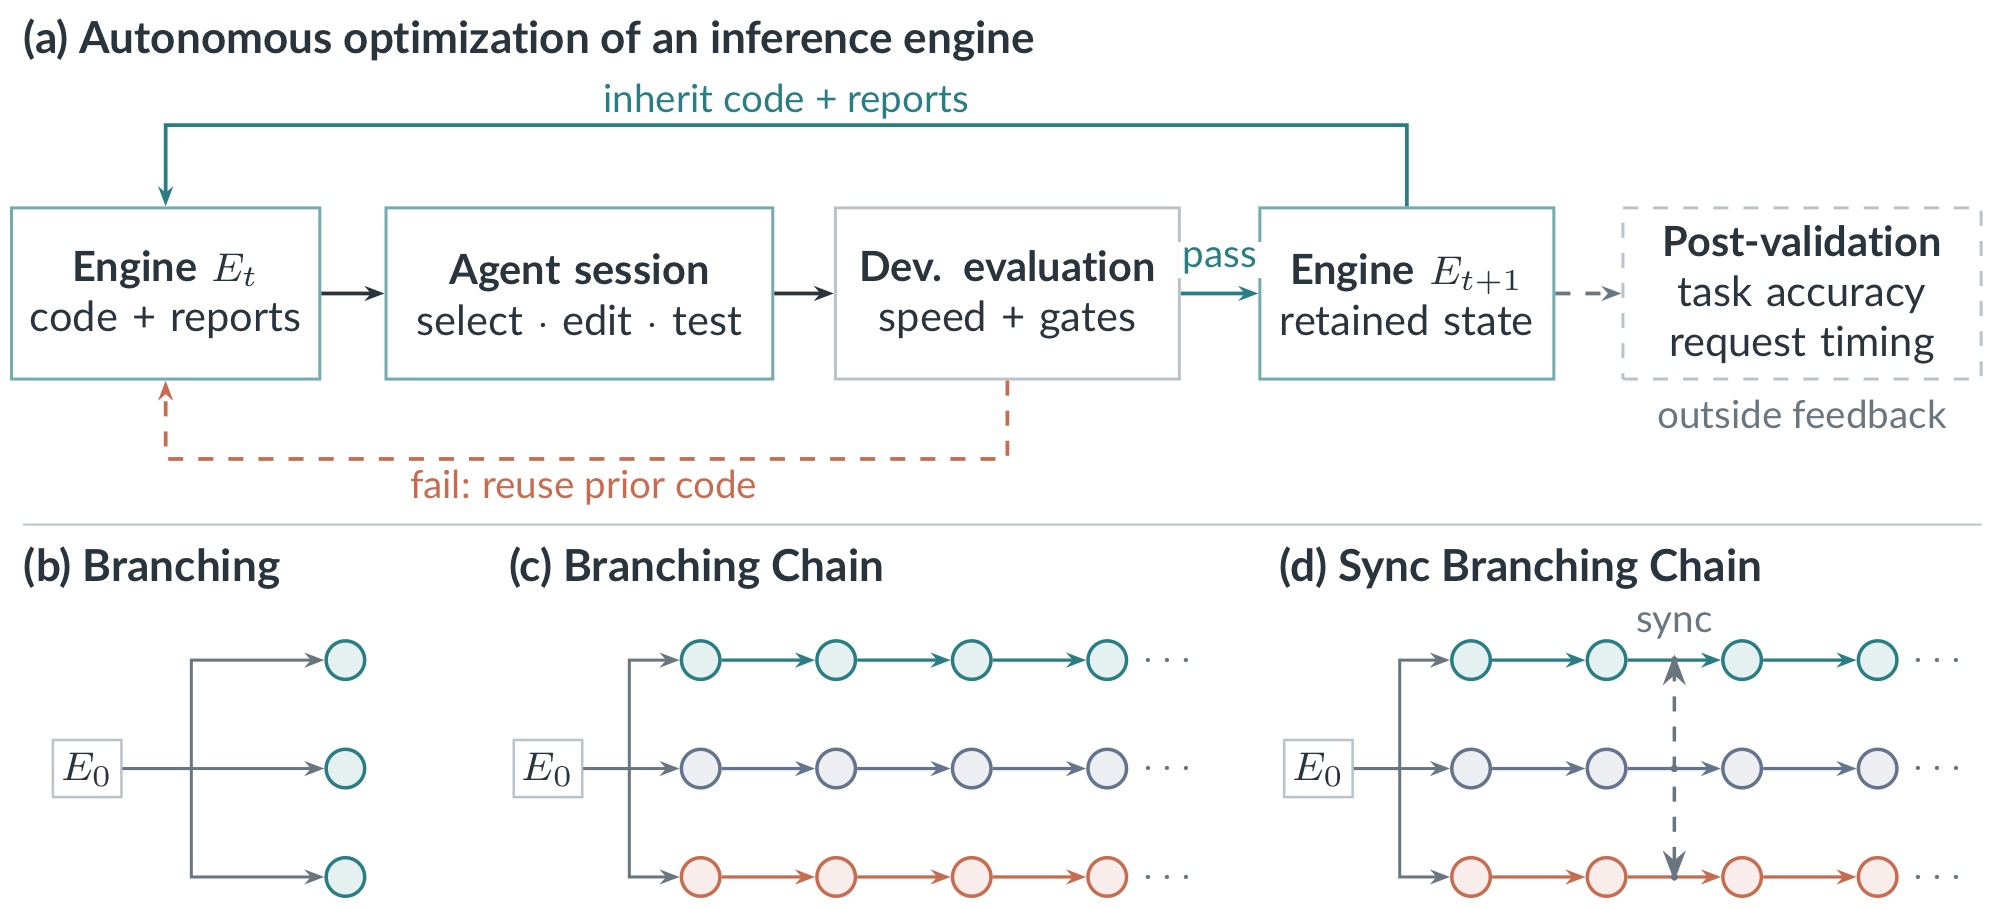 (a) Autonomous optimization of an inference engine
inherit code + reports
Engine E_t
code + reports
Agent session
select · edit · test
Dev. evaluation
speed + gates
pass
Engine E_{t+1}
retained state
Post-validation
task accuracy
request timing
outside feedback
fail: reuse prior code
(b) Branching
E_0
(c) Branching Chain
E_0
· · ·
· · ·
· · ·
(d) Sync Branching Chain
sync
E_0
· · ·
· · ·
· · ·